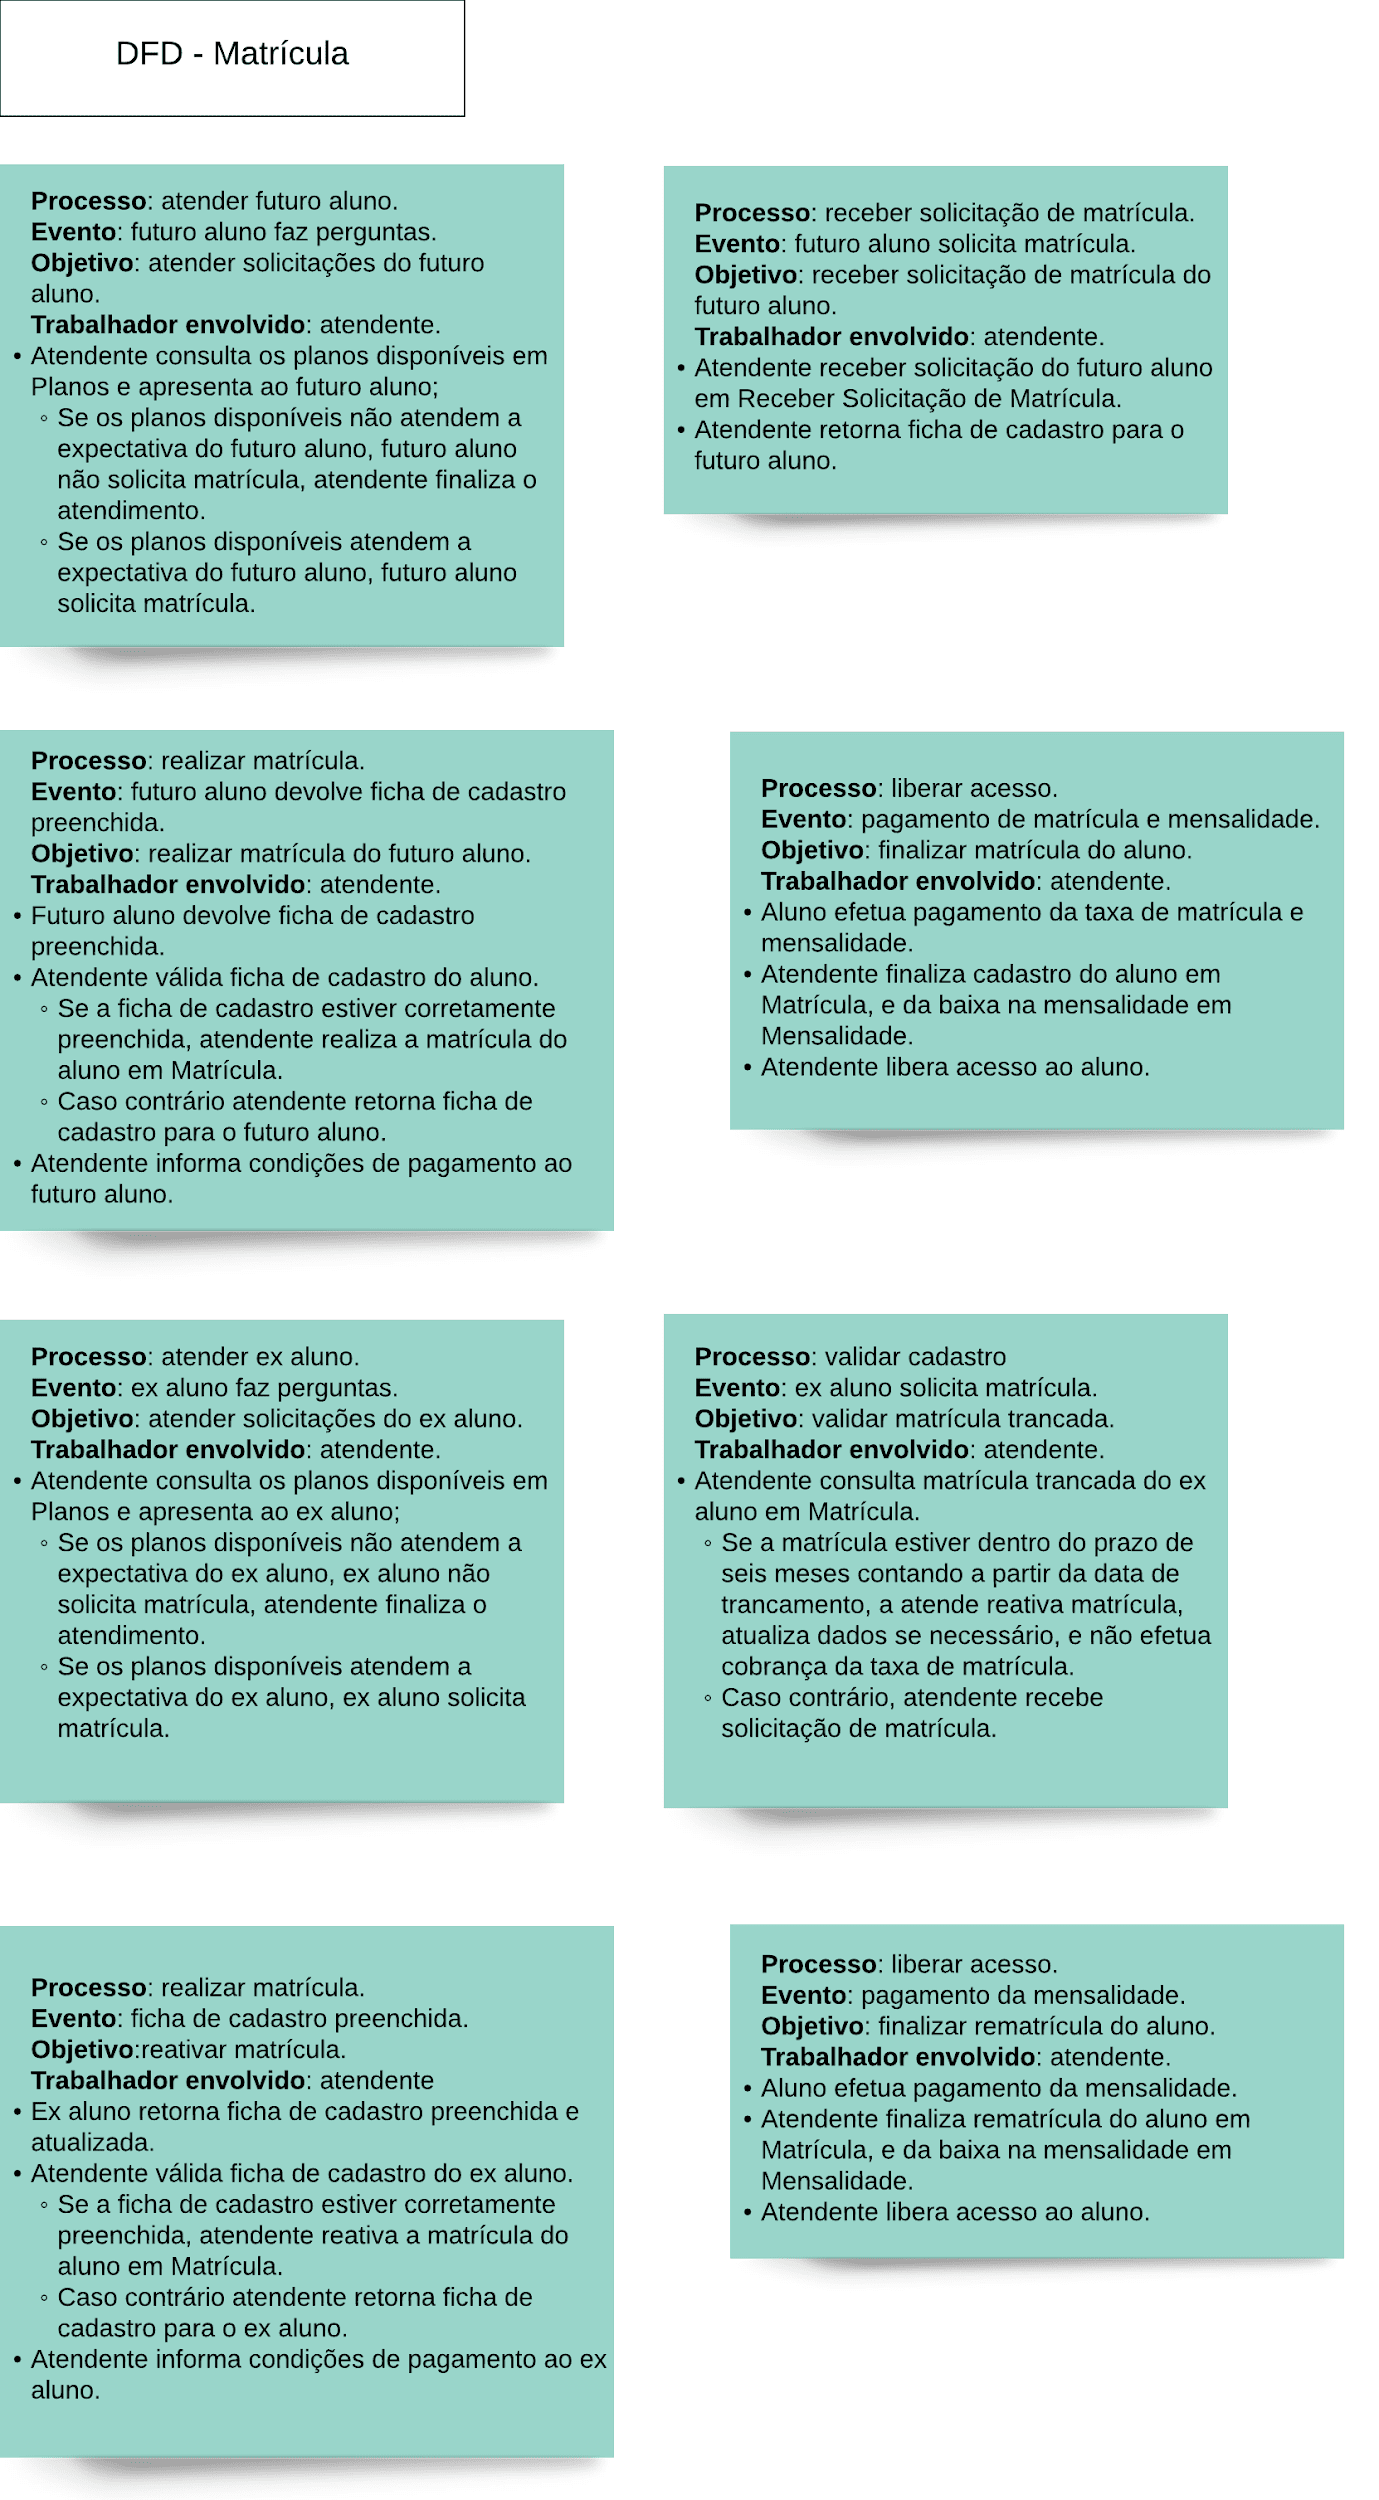 DFD - Matrícula
Processo: atender futuro aluno.
Evento: futuro aluno faz perguntas.
Objetivo: atender solicitações do futuro
aluno.
Trabalhador envolvido: atendente.
• Atendente consulta os planos disponíveis em
Planos e apresenta ao futuro aluno;
◦ Se os planos disponíveis não atendem a
expectativa do futuro aluno, futuro aluno
não solicita matrícula, atendente finaliza o
atendimento.
◦ Se os planos disponíveis atendem a
expectativa do futuro aluno, futuro aluno
solicita matrícula.
Processo: receber solicitação de matrícula.
Evento: futuro aluno solicita matrícula.
Objetivo: receber solicitação de matrícula do
futuro aluno.
Trabalhador envolvido: atendente.
• Atendente receber solicitação do futuro aluno
em Receber Solicitação de Matrícula.
• Atendente retorna ficha de cadastro para o
futuro aluno.
Processo: realizar matrícula.
Evento: futuro aluno devolve ficha de cadastro
preenchida.
Objetivo: realizar matrícula do futuro aluno.
Trabalhador envolvido: atendente.
• Futuro aluno devolve ficha de cadastro
preenchida.
• Atendente válida ficha de cadastro do aluno.
◦ Se a ficha de cadastro estiver corretamente
preenchida, atendente realiza a matrícula do
aluno em Matrícula.
◦ Caso contrário atendente retorna ficha de
cadastro para o futuro aluno.
• Atendente informa condições de pagamento ao
futuro aluno.
Processo: liberar acesso.
Evento: pagamento de matrícula e mensalidade.
Objetivo: finalizar matrícula do aluno.
Trabalhador envolvido: atendente.
• Aluno efetua pagamento da taxa de matrícula e
mensalidade.
• Atendente finaliza cadastro do aluno em
Matrícula, e da baixa na mensalidade em
Mensalidade.
• Atendente libera acesso ao aluno.
Processo: atender ex aluno.
Evento: ex aluno faz perguntas.
Objetivo: atender solicitações do ex aluno.
Trabalhador envolvido: atendente.
• Atendente consulta os planos disponíveis em
Planos e apresenta ao ex aluno;
◦ Se os planos disponíveis não atendem a
expectativa do ex aluno, ex aluno não
solicita matrícula, atendente finaliza o
atendimento.
◦ Se os planos disponíveis atendem a
expectativa do ex aluno, ex aluno solicita
matrícula.
Processo: validar cadastro
Evento: ex aluno solicita matrícula.
Objetivo: validar matrícula trancada.
Trabalhador envolvido: atendente.
• Atendente consulta matrícula trancada do ex
aluno em Matrícula.
◦ Se a matrícula estiver dentro do prazo de
seis meses contando a partir da data de
trancamento, a atende reativa matrícula,
atualiza dados se necessário, e não efetua
cobrança da taxa de matrícula.
◦ Caso contrário, atendente recebe
solicitação de matrícula.
Processo: realizar matrícula.
Evento: ficha de cadastro preenchida.
Objetivo:reativar matrícula.
Trabalhador envolvido: atendente
• Ex aluno retorna ficha de cadastro preenchida e
atualizada.
• Atendente válida ficha de cadastro do ex aluno.
◦ Se a ficha de cadastro estiver corretamente
preenchida, atendente reativa a matrícula do
aluno em Matrícula.
◦ Caso contrário atendente retorna ficha de
cadastro para o ex aluno.
• Atendente informa condições de pagamento ao ex
aluno.
Processo: liberar acesso.
Evento: pagamento da mensalidade.
Objetivo: finalizar rematrícula do aluno.
Trabalhador envolvido: atendente.
• Aluno efetua pagamento da mensalidade.
• Atendente finaliza rematrícula do aluno em
Matrícula, e da baixa na mensalidade em
Mensalidade.
• Atendente libera acesso ao aluno.